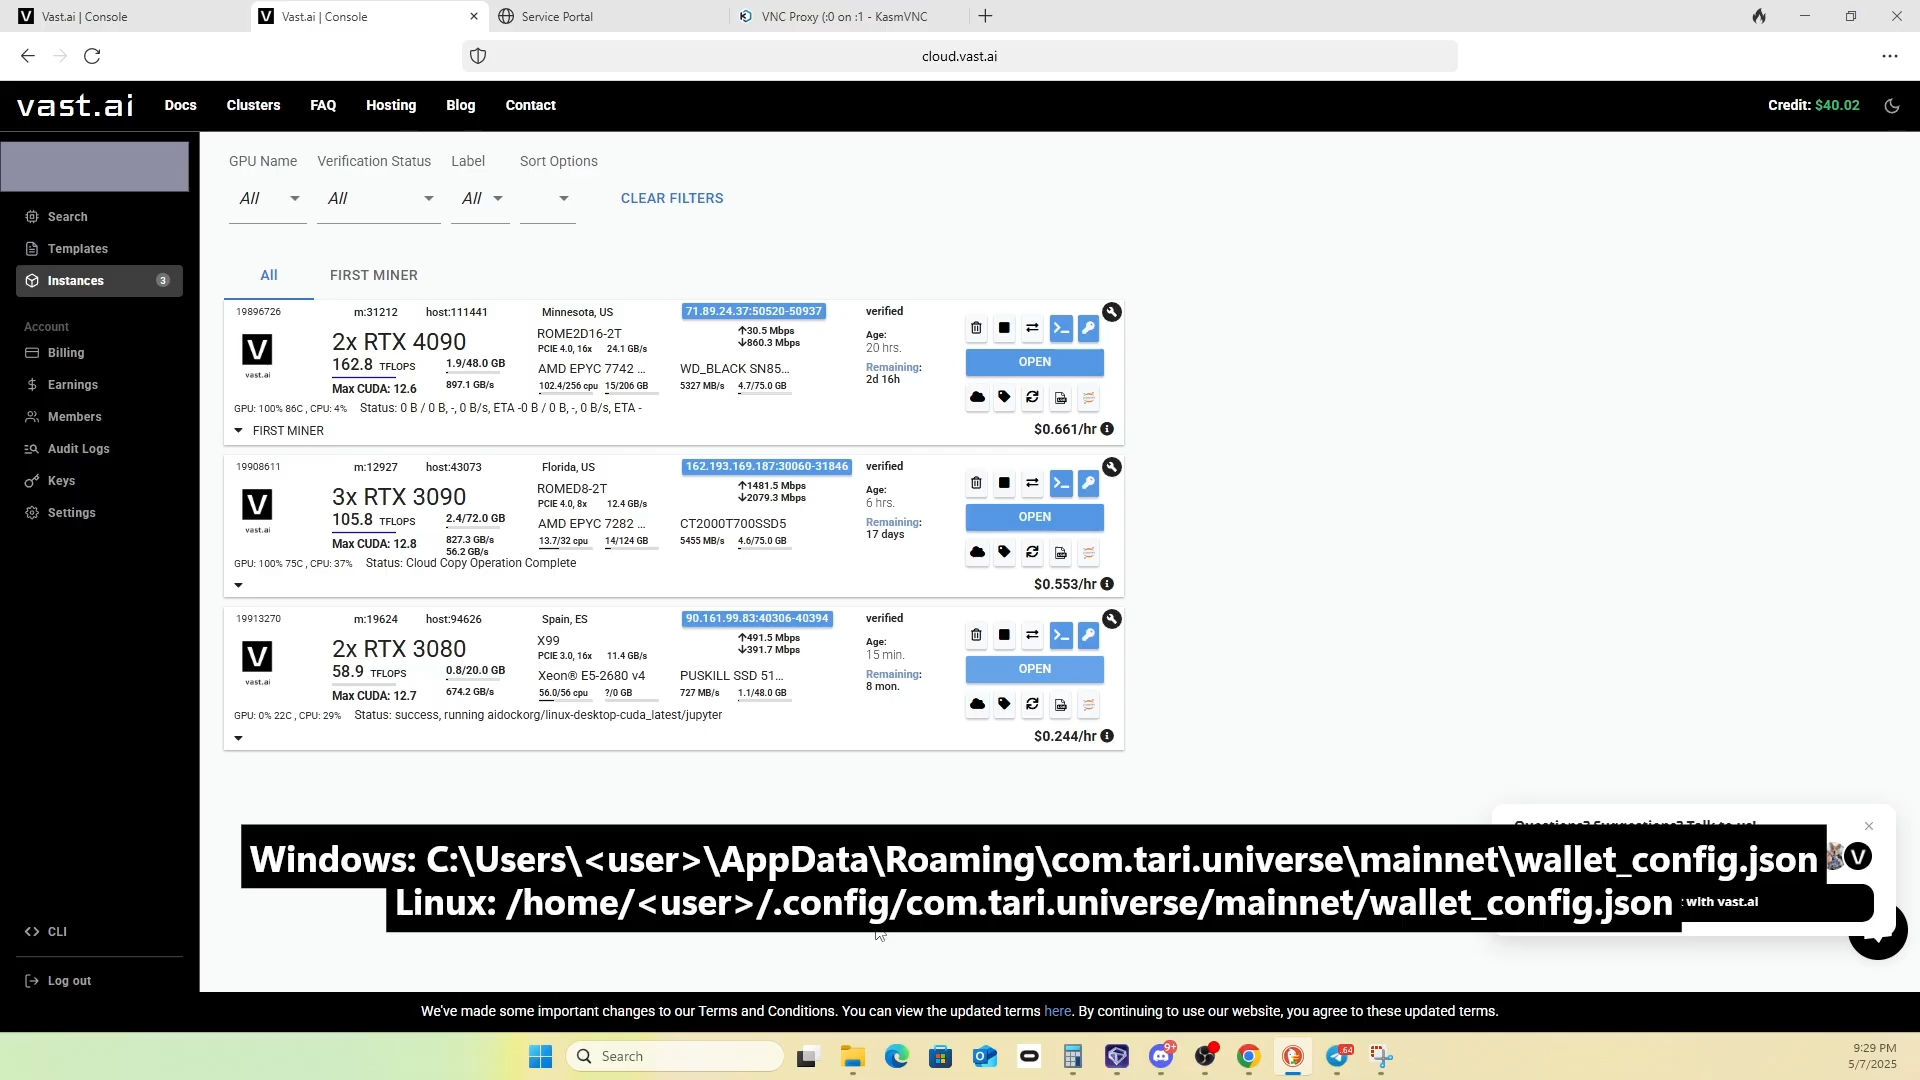 Vast.ai | Console
Vast.ai | Console
Service Portal
VNC Proxy (:0 on :1 - KasmVNC
cloud.vast.ai
vast.ai
Docs
Clusters
FAQ
Hosting
Blog
Contact
Credit: $40.02
Search
Templates
Instances
3
Account
Billing
Earnings
Members
Audit Logs
Keys
Settings
CLI
Log out
GPU Name
Verification Status
Label
Sort Options
All
All
All
CLEAR FILTERS
All
FIRST MINER
19896726
m:31212
host:111441
Minnesota, US
71.89.24.37:50520-50937
verified
vast.ai
2x RTX 4090
162.8 TFLOPS
1.9/48.0 GB
Max CUDA: 12.6
897.1 GB/s
ROME2D16-2T
PCIE 4.0, 16x
24.1 GB/s
AMD EPYC 7742 ...
102.4/256 cpu
15/206 GB
↑30.5 Mbps
↓860.3 Mbps
WD_BLACK SN85...
5327 MB/s
4.7/75.0 GB
Age:
20 hrs.
Remaining:
2d 16h
OPEN
GPU: 100% 86C , CPU: 4%
Status: 0 B / 0 B, -, 0 B/s, ETA -0 B / 0 B, -, 0 B/s, ETA -
FIRST MINER
$0.661/hr
19908611
m:12927
host:43073
Florida, US
162.193.169.187:30060-31846
verified
vast.ai
3x RTX 3090
105.8 TFLOPS
2.4/72.0 GB
Max CUDA: 12.8
827.3 GB/s
56.2 GB/s
ROMED8-2T
PCIE 4.0, 8x
12.4 GB/s
AMD EPYC 7282 ...
13.7/32 cpu
14/124 GB
↑1481.5 Mbps
↓2079.3 Mbps
CT2000T700SSD5
5455 MB/s
4.6/75.0 GB
Age:
6 hrs.
Remaining:
17 days
OPEN
GPU: 100% 75C , CPU: 37%
Status: Cloud Copy Operation Complete
$0.553/hr
19913270
m:19624
host:94626
Spain, ES
90.161.99.83:40306-40394
verified
vast.ai
2x RTX 3080
58.9 TFLOPS
0.8/20.0 GB
Max CUDA: 12.7
674.2 GB/s
X99
PCIE 3.0, 16x
11.4 GB/s
Xeon® E5-2680 v4
56.0/56 cpu
?/0 GB
↑491.5 Mbps
↓391.7 Mbps
PUSKILL SSD 51...
727 MB/s
1.1/48.0 GB
Age:
15 min.
Remaining:
8 mon.
OPEN
GPU: 0% 22C , CPU: 29%
Status: success, running aidockorg/linux-desktop-cuda_latest/jupyter
$0.244/hr
Questions? Suggestions? Talk to us!
Windows: C:\Users\<user>\AppData\Roaming\com.tari.universe\mainnet\wallet_config.json
Linux: /home/<user>/.config/com.tari.universe/mainnet/wallet_config.json
with vast.ai
We've made some important changes to our Terms and Conditions. You can view the updated terms here. By continuing to use our website, you agree to these updated terms.
Search
9+
64
9:29 PM
5/7/2025